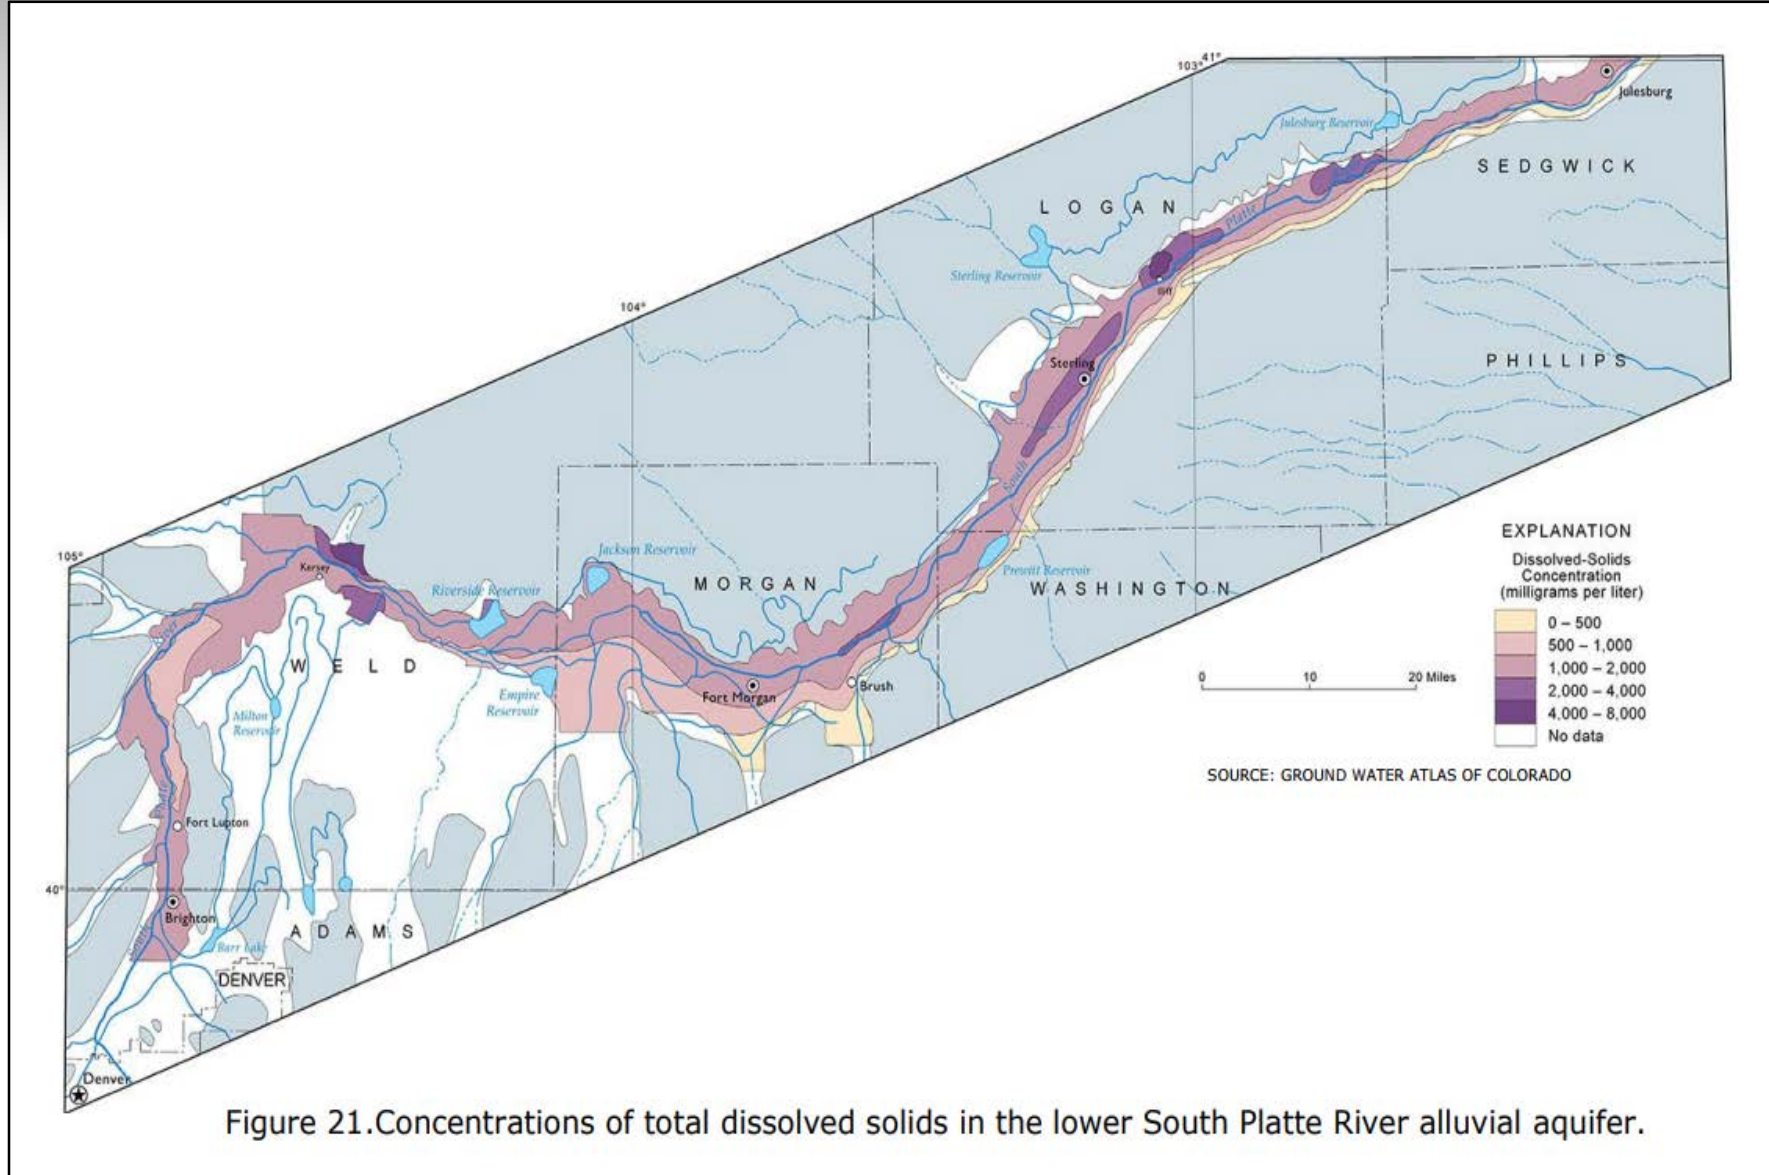 41°
103°
Julesburg
Julesburg Reservoir
SEDGWICK
LOGAN
Platte
Sterling Reservoir
Iliff
104°
PHILLIPS
Sterling
South
EXPLANATION
Dissolved-Solids
Concentration
(milligrams per liter)
0 – 500
500 – 1,000
1,000 – 2,000
2,000 – 4,000
4,000 – 8,000
No data
105°
Kersey
Jackson Reservoir
Riverside Reservoir
MORGAN
Prewitt Reservoir
WASHINGTON
River
WELD
Empire
Reservoir
Fort Morgan
Brush
0 10 20 Miles
Milton
Reservoir
SOURCE: GROUND WATER ATLAS OF COLORADO
Platte
Fort Lupton
40°
Brighton
South
ADAMS
Barr Lake
DENVER
Denver
Figure 21.Concentrations of total dissolved solids in the lower South Platte River alluvial aquifer.